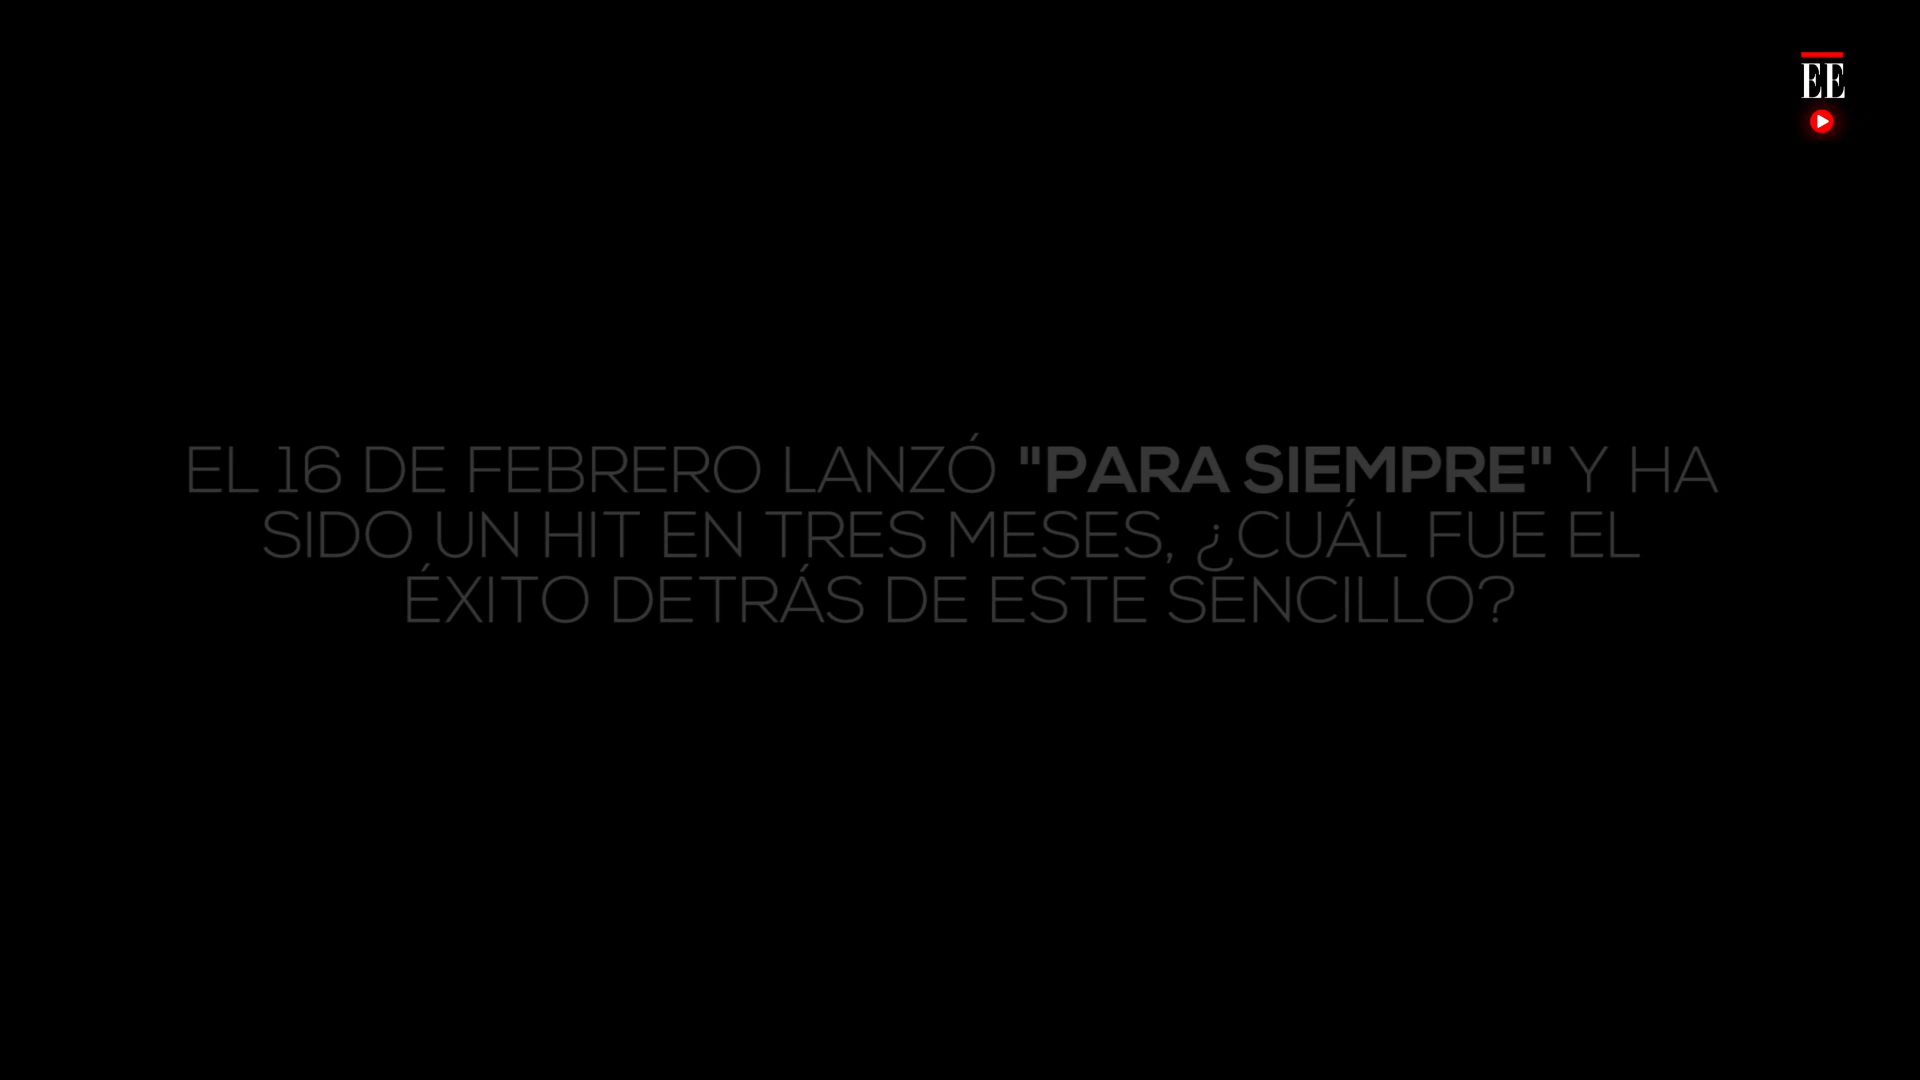 EE
EL 16 DE FEBRERO LANZÓ "PARA SIEMPRE" Y HA
SIDO UN HIT EN TRES MESES, ¿CUÁL FUE EL
ÉXITO DETRÁS DE ESTE SENCILLO?